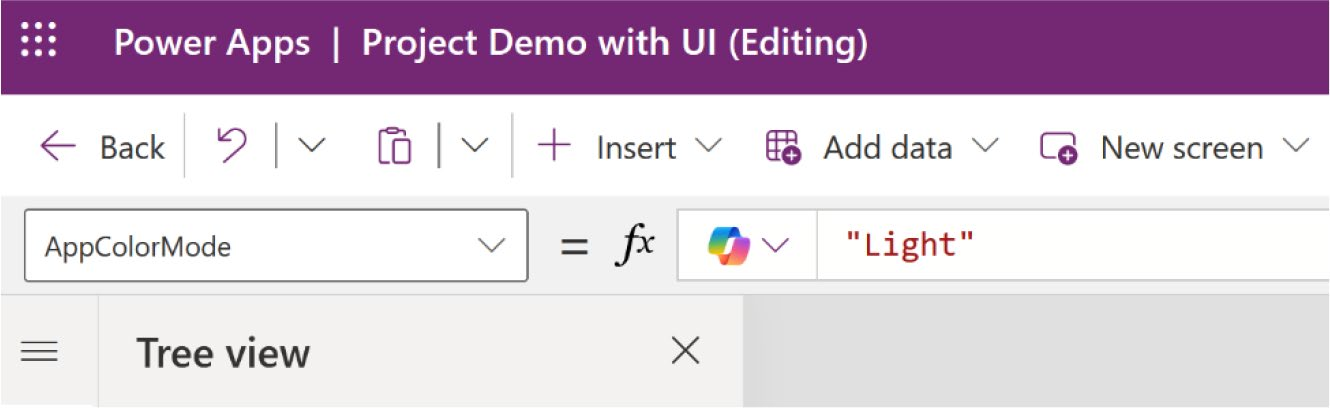 Power Apps | Project Demo with UI (Editing)
Back Insert Add data New screen
AppColorMode = fx "Light"
Tree view